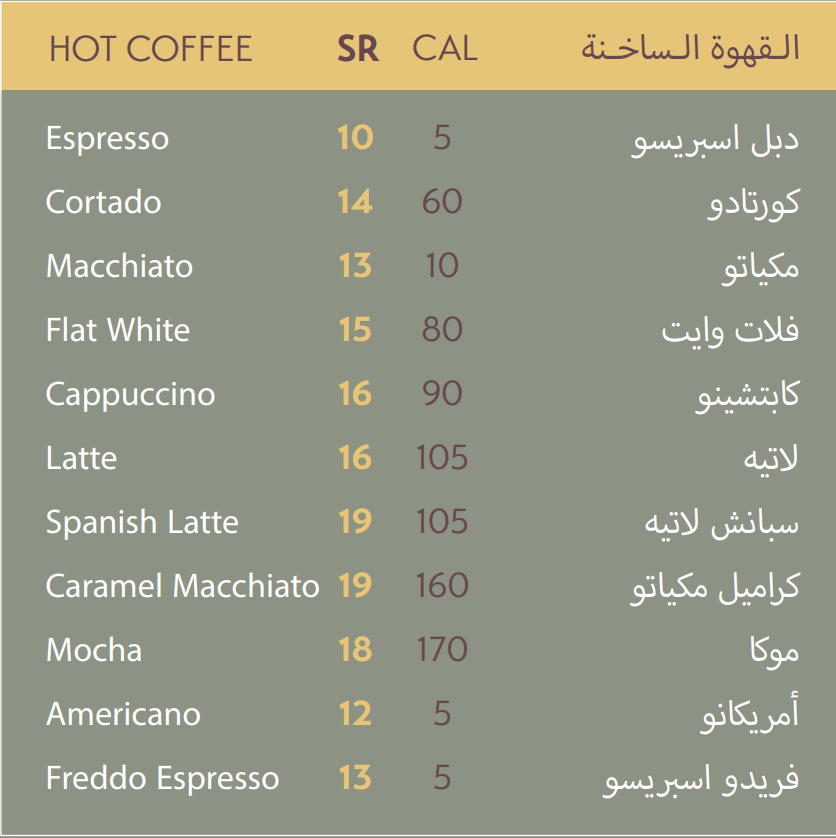 HOT COFFEE SR CAL القهوة الساخنة
Espresso 10 5 دبل اسبريسو
Cortado 14 60 كورتادو
Macchiato 13 10 مكياتو
Flat White 15 80 فلات وايت
Cappuccino 16 90 كابتشينو
Latte 16 105 لاتيه
Spanish Latte 19 105 سبانش لاتيه
Caramel Macchiato 19 160 كراميل مكياتو
Mocha 18 170 موكا
Americano 12 5 أمريكانو
Freddo Espresso 13 5 فريدو اسبريسو